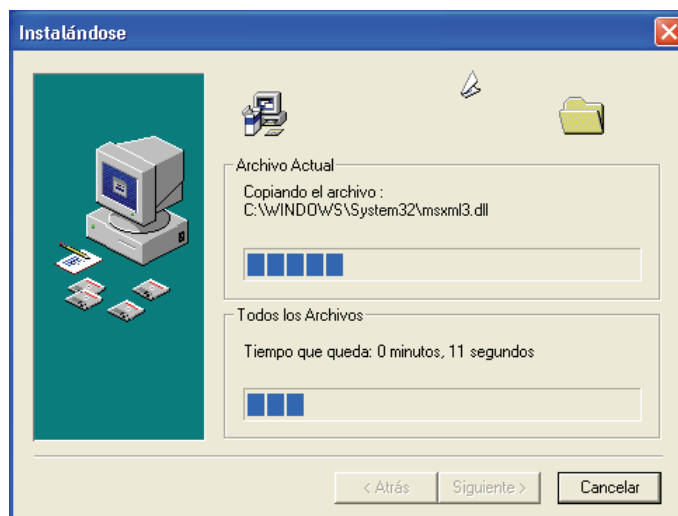 Instalándose
Archivo Actual
Copiando el archivo :
C:\WINDOWS\System32\msxml3.dll
Todos los Archivos
Tiempo que queda: 0 minutos, 11 segundos
< Atrás
Siguiente >
Cancelar